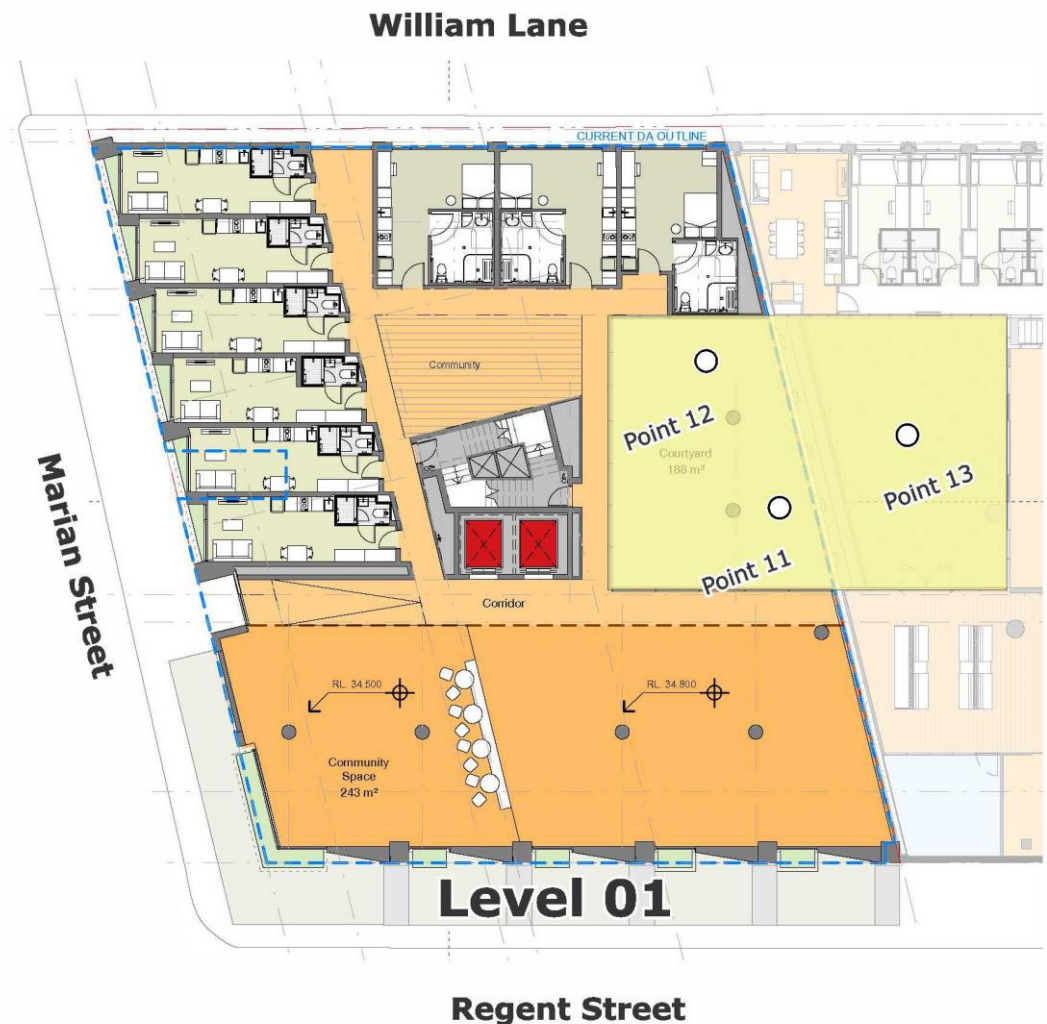 William Lane
CURRENT DA OUTLINE
Community
Point 12
Courtyard
188 m²
Point 13
Marian Street
Point 11
Corridor
RL. 34.500
RL. 34.800
Community
Space
243 m²
Level 01
Regent Street